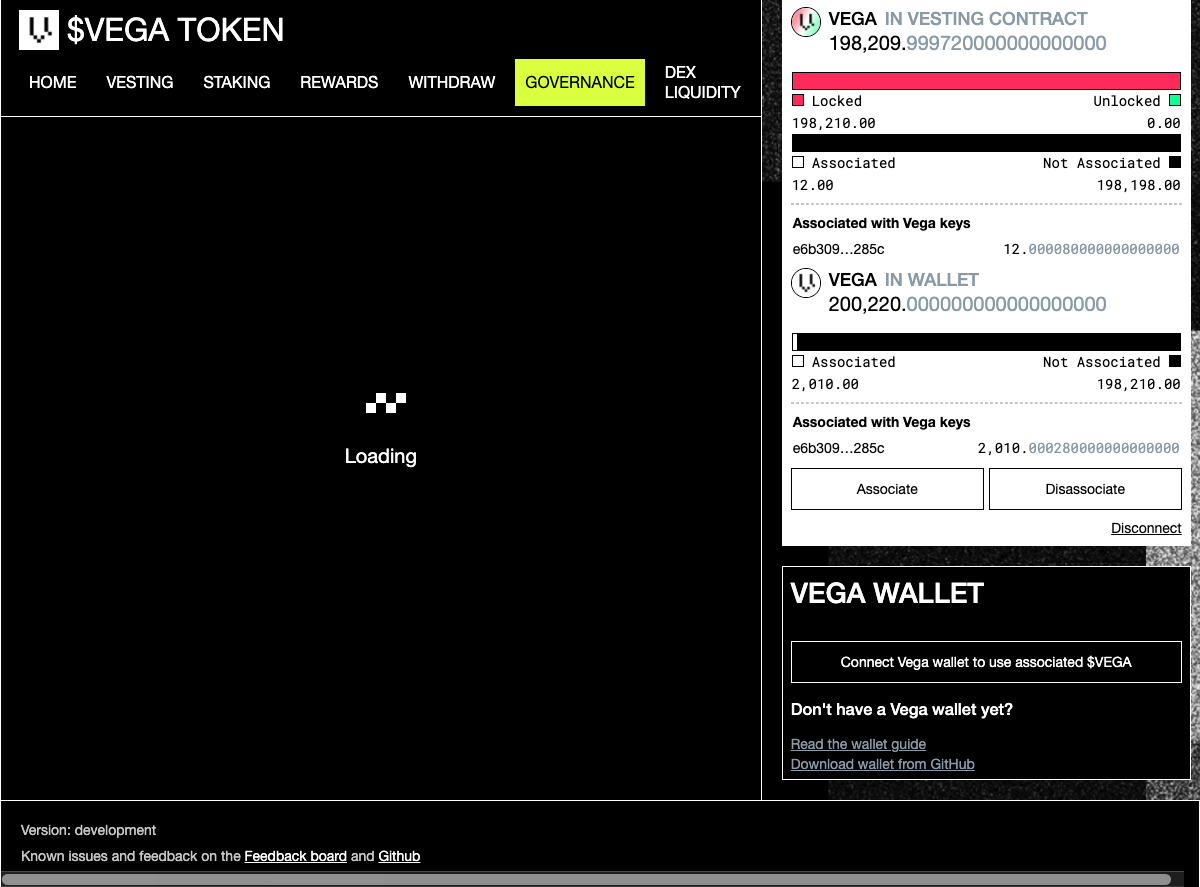 $VEGA TOKEN
HOME VESTING STAKING REWARDS WITHDRAW GOVERNANCE DEX LIQUIDITY
Loading
VEGA IN VESTING CONTRACT
198,209.999720000000000000
Locked Unlocked
198,210.00 0.00
Associated Not Associated
12.00 198,198.00
Associated with Vega keys
e6b309…285c 12.000080000000000000
VEGA IN WALLET
200,220.000000000000000000
Associated Not Associated
2,010.00 198,210.00
Associated with Vega keys
e6b309…285c 2,010.000280000000000000
Associate Disassociate
Disconnect
VEGA WALLET
Connect Vega wallet to use associated $VEGA
Don't have a Vega wallet yet?
Read the wallet guide
Download wallet from GitHub
Version: development
Known issues and feedback on the Feedback board and Github